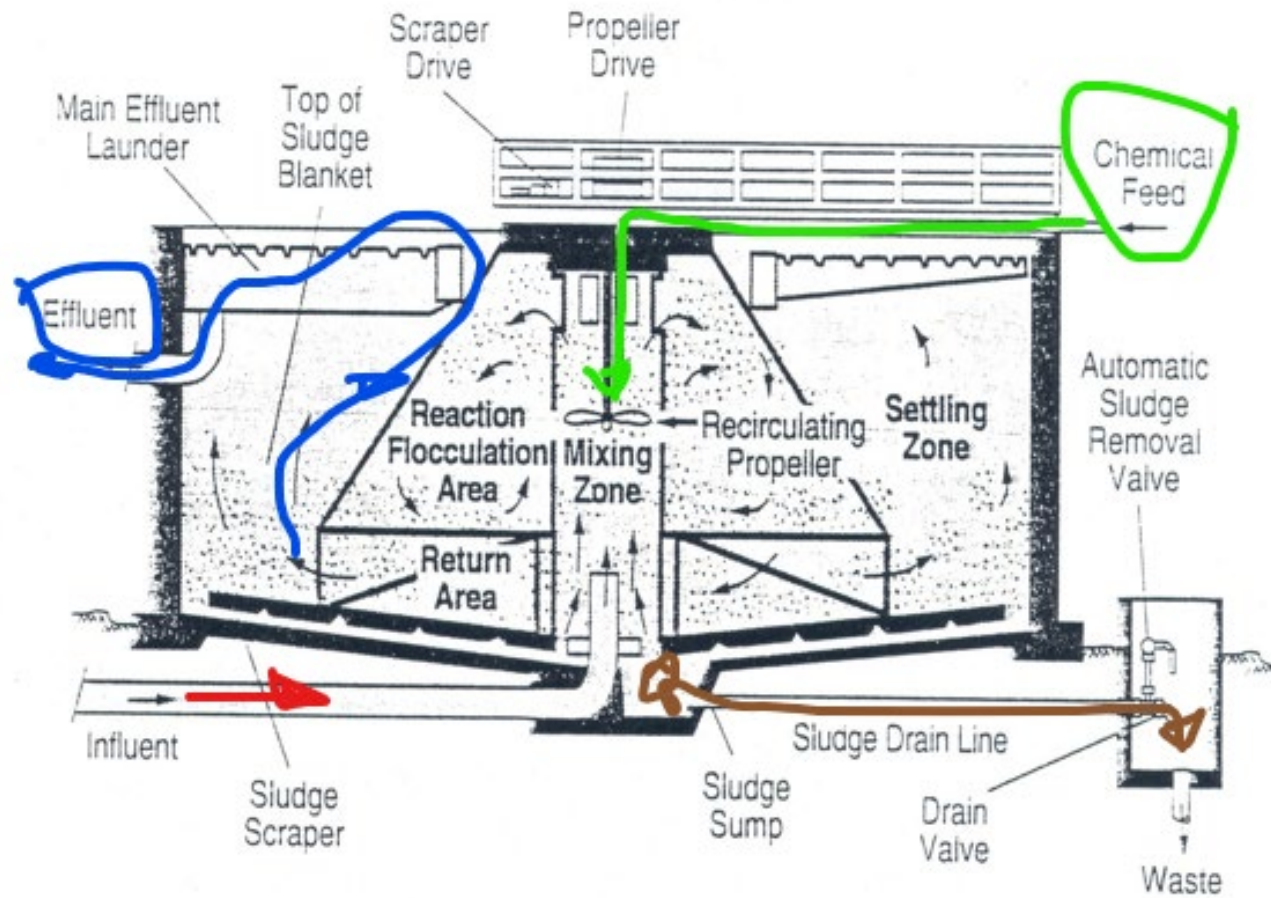 Scraper
Drive
Propeller
Drive
Main Effluent
Launder
Top of
Sludge
Blanket
Chemical
Feed
Effluent
Automatic
Sludge
Removal
Valve
Reaction
Flocculation
Area
Mixing
Zone
Recirculating
Propeller
Settling
Zone
Return
Area
Influent
Sludge
Scraper
Sludge Drain Line
Sludge
Sump
Drain
Valve
Waste